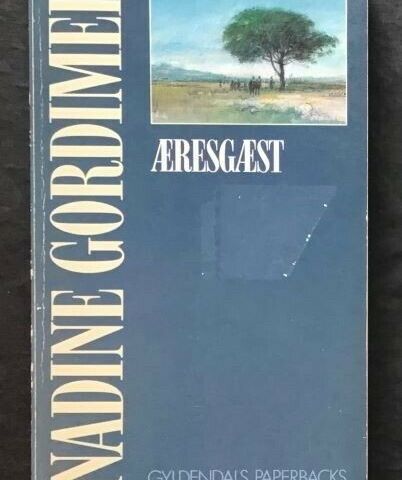 NADINE GORDIMER
ÆRESGÆST
GYLDENDALS PAPERBACKS